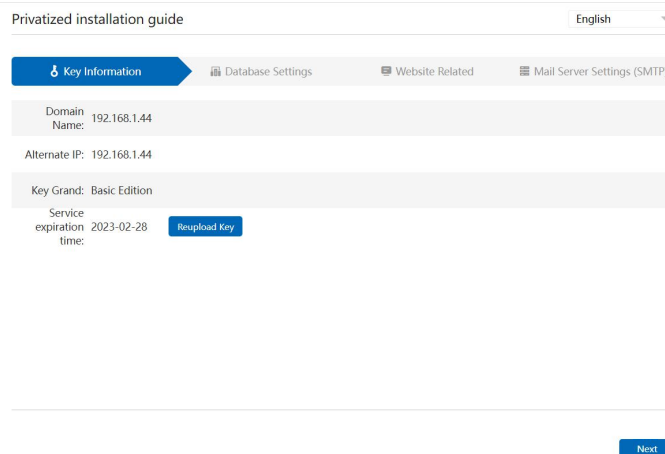 Privatized installation guide
English
Key Information
Database Settings
Website Related
Mail Server Settings (SMTP
Domain
Name:
192.168.1.44
Alternate IP: 192.168.1.44
Key Grand: Basic Edition
Service
expiration
time:
2023-02-28
Reupload Key
Next